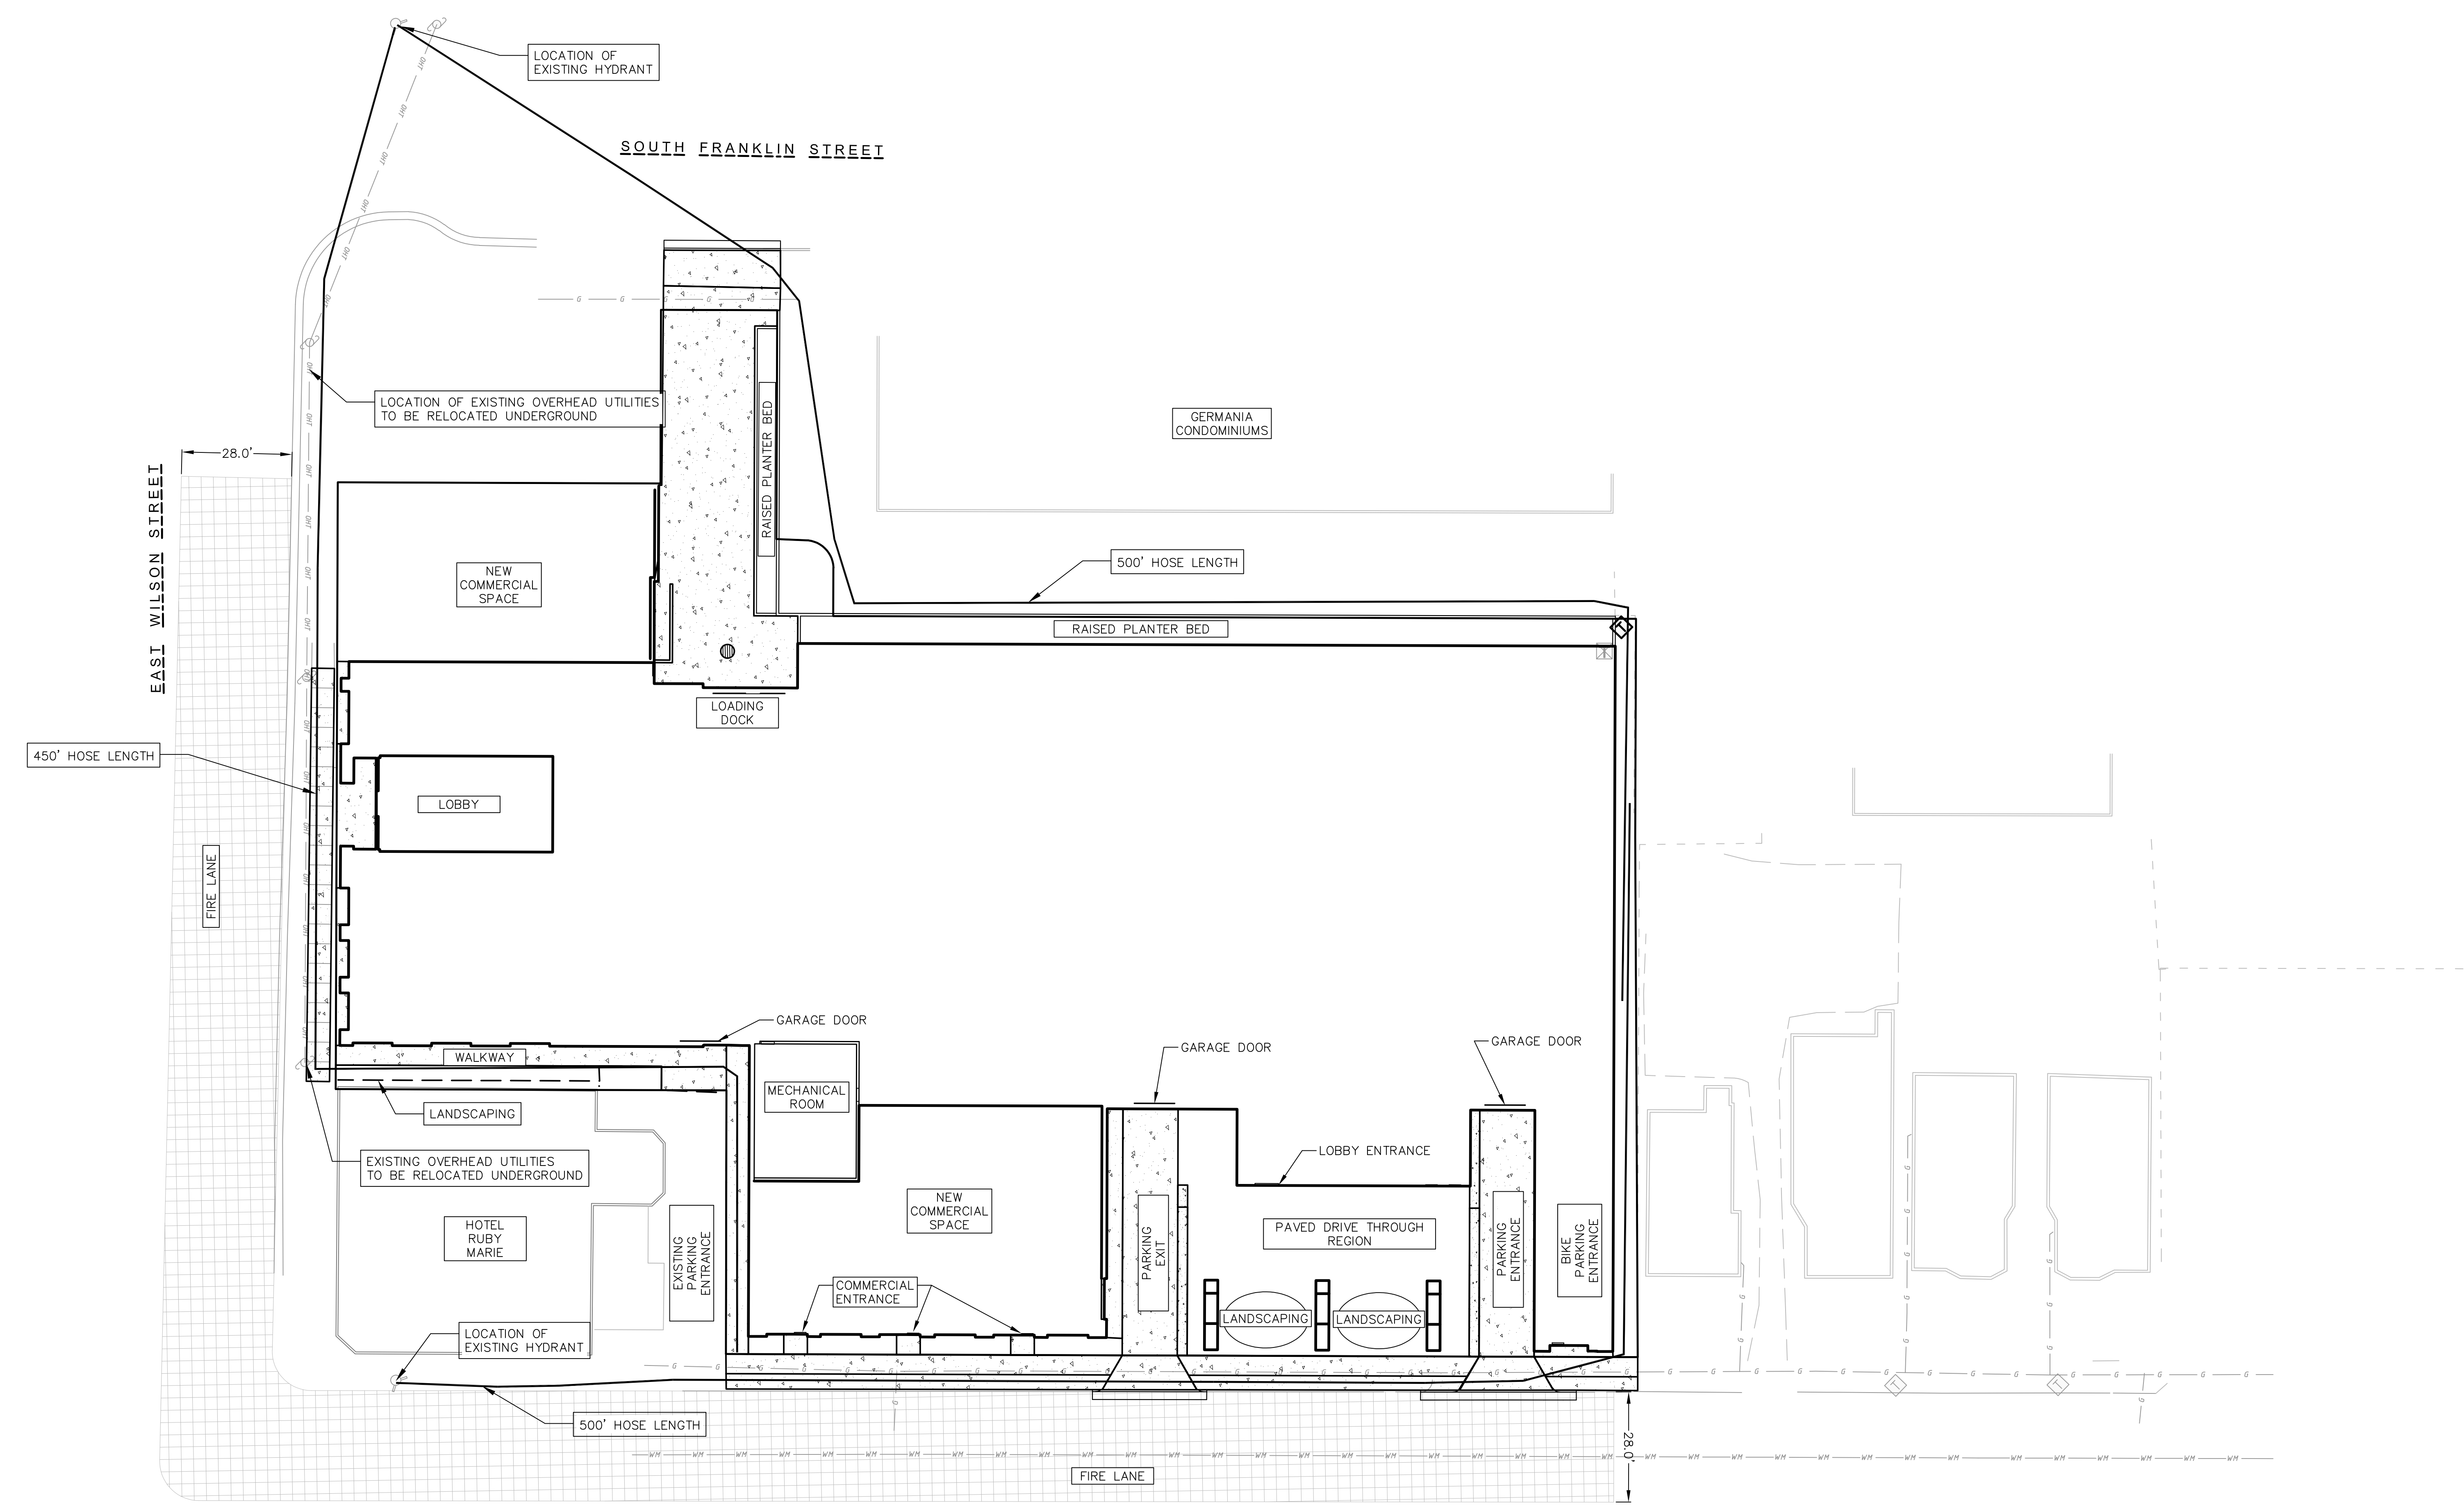 LOCATION OF
EXISTING HYDRANT
SOUTH FRANKLIN STREET
LOCATION OF EXISTING OVERHEAD UTILITIES
TO BE RELOCATED UNDERGROUND
RAISED PLANTER BED
GERMANIA
CONDOMINIUMS
28.0'
EAST WILSON STREET
NEW
COMMERCIAL
SPACE
500' HOSE LENGTH
RAISED PLANTER BED
LOADING
DOCK
450' HOSE LENGTH
LOBBY
FIRE LANE
GARAGE DOOR
WALKWAY
GARAGE DOOR
GARAGE DOOR
MECHANICAL
ROOM
LANDSCAPING
EXISTING OVERHEAD UTILITIES
TO BE RELOCATED UNDERGROUND
LOBBY ENTRANCE
HOTEL
RUBY
MARIE
EXISTING
PARKING
ENTRANCE
NEW
COMMERCIAL
SPACE
PARKING
EXIT
PAVED DRIVE THROUGH
REGION
PARKING
ENTRANCE
BIKE
PARKING
ENTRANCE
COMMERCIAL
ENTRANCE
LANDSCAPING
LANDSCAPING
LOCATION OF
EXISTING HYDRANT
500' HOSE LENGTH
28.0'
FIRE LANE